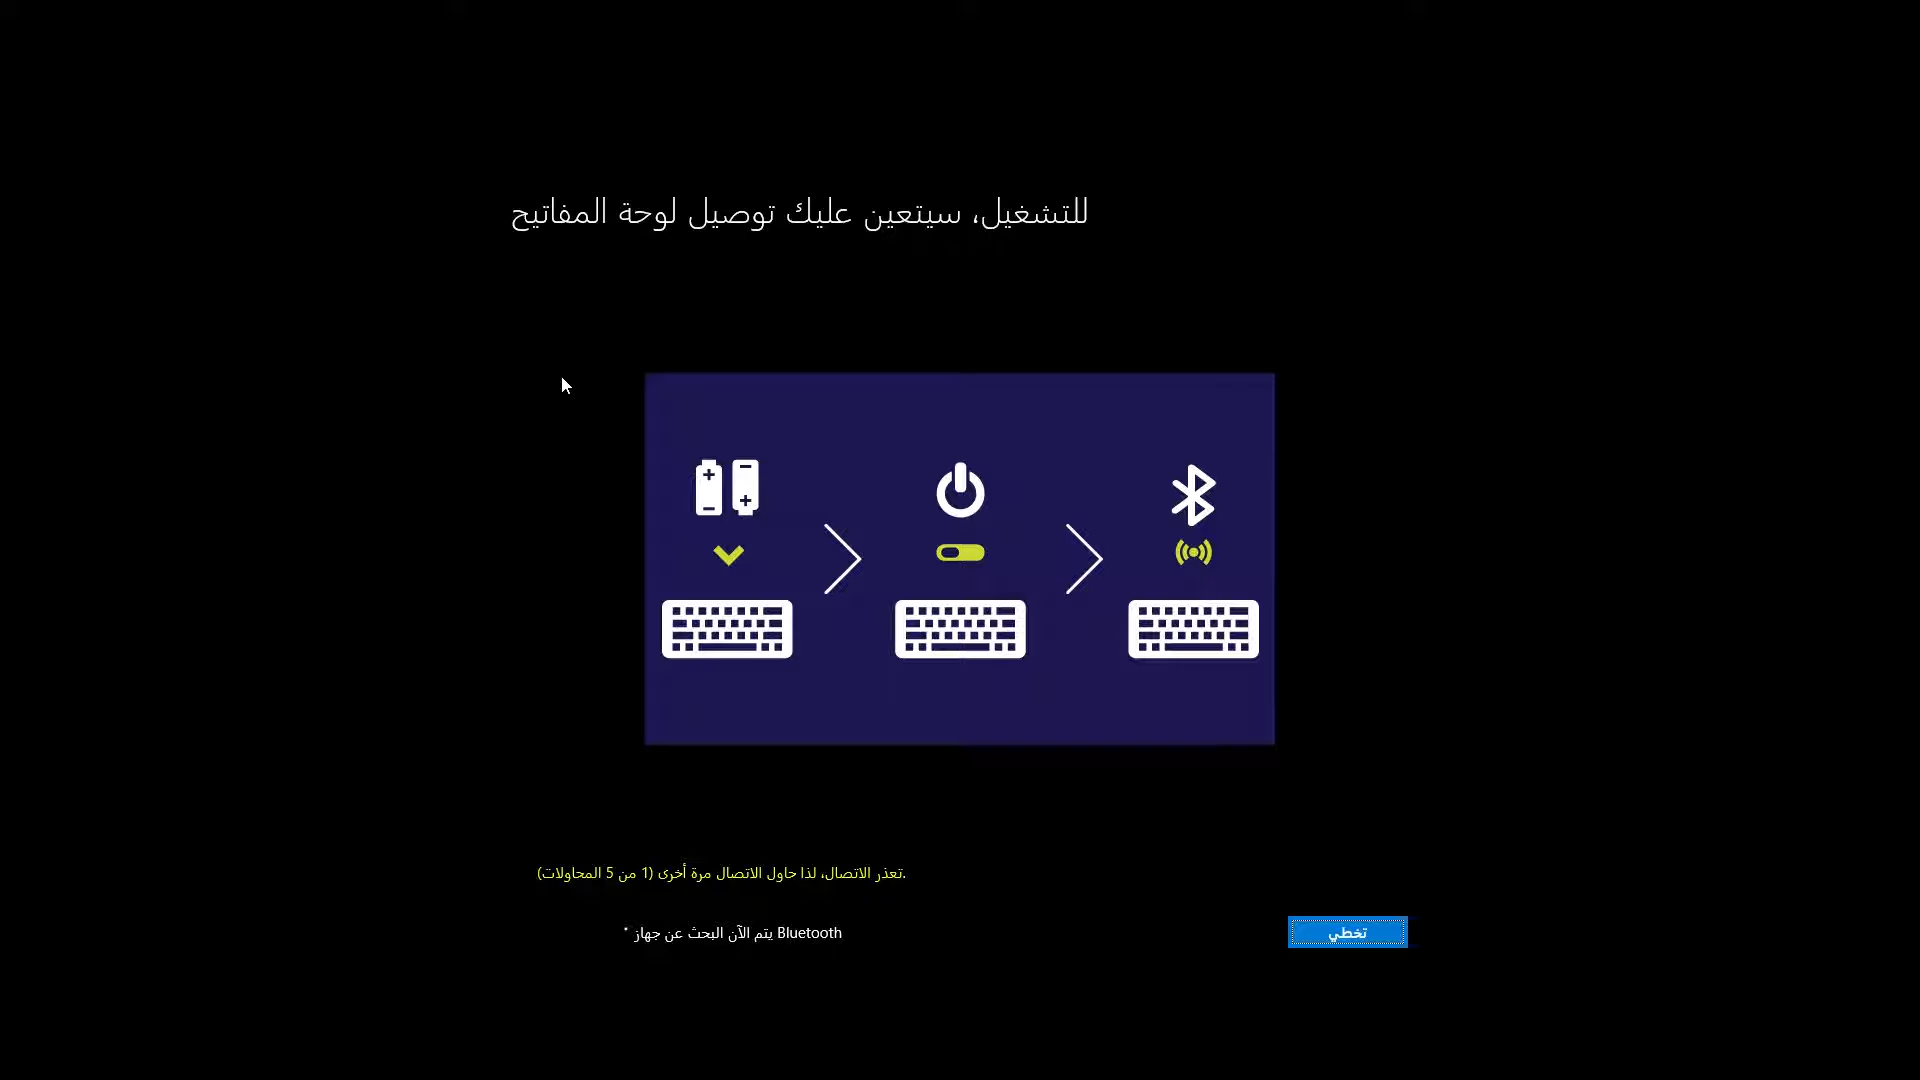 للتشغيل، سيتعين عليك توصيل لوحة المفاتيح
.تعذر الاتصال، لذا حاول الاتصال مرة أخرى (1 من 5 المحاولات)
Bluetooth يتم الآن البحث عن جهاز *
تخطي